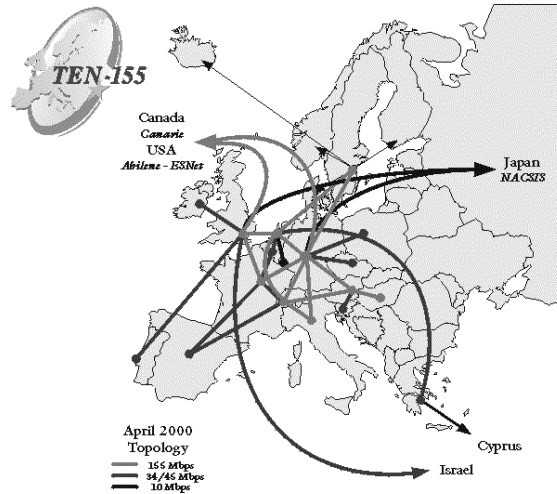 TEN-155
Canada
Canarie
USA
Abilene - ESNet
Japan
NACSIS
April 2000
Topology
155 Mbps
34/45 Mbps
10 Mbps
Cyprus
Israel